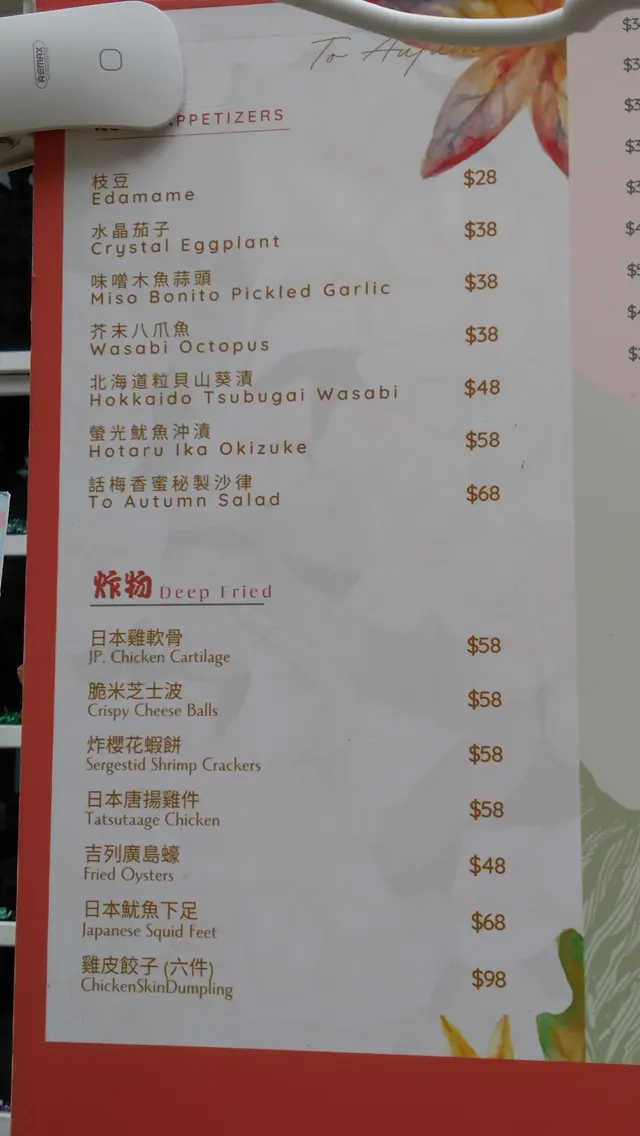 REMAX
To Autumn
APPETIZERS
枝豆
Edamame
$28
水晶茄子
Crystal Eggplant
$38
味噌木魚蒜頭
Miso Bonito Pickled Garlic
$38
芥末八爪魚
Wasabi Octopus
$38
北海道粒貝山葵漬
Hokkaido Tsubugai Wasabi
$48
螢光魷魚沖漬
Hotaru Ika Okizuke
$58
話梅香蜜秘製沙律
To Autumn Salad
$68
炸物 Deep Fried
日本雞軟骨
JP. Chicken Cartilage
$58
脆米芝士波
Crispy Cheese Balls
$58
炸櫻花蝦餅
Sergestid Shrimp Crackers
$58
日本唐揚雞件
Tatsutaage Chicken
$58
吉列廣島蠔
Fried Oysters
$48
日本魷魚下足
Japanese Squid Feet
$68
雞皮餃子 (六件)
ChickenSkinDumpling
$98